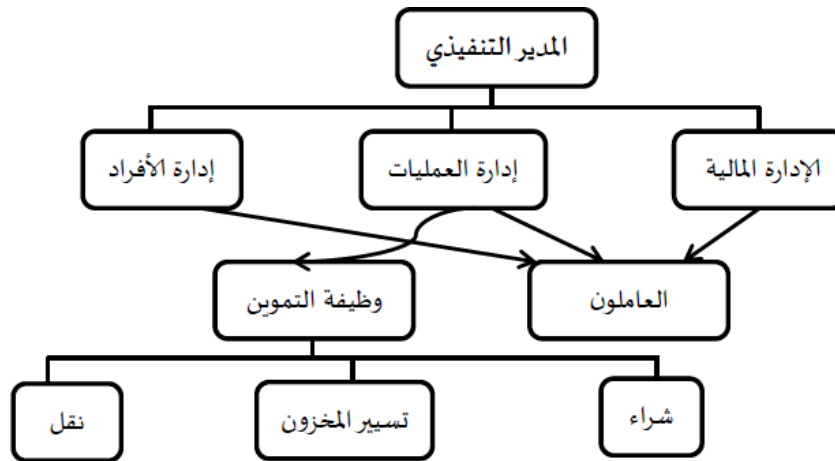 المدير التنفيذي
الإدارة المالية
إدارة العمليات
إدارة الأفراد
العاملون
وظيفة التموين
شراء
تسيير المخزون
نقل